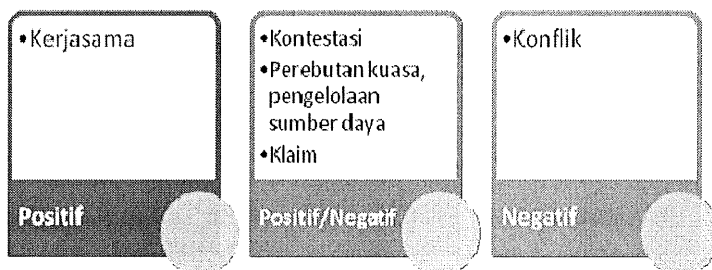 •Kerjasama
Positif
•Kontestasi
•Perebutan kuasa,
pengelolaan
sumber daya
•Klaim
Positif/Negatif
•Konflik
Negatif